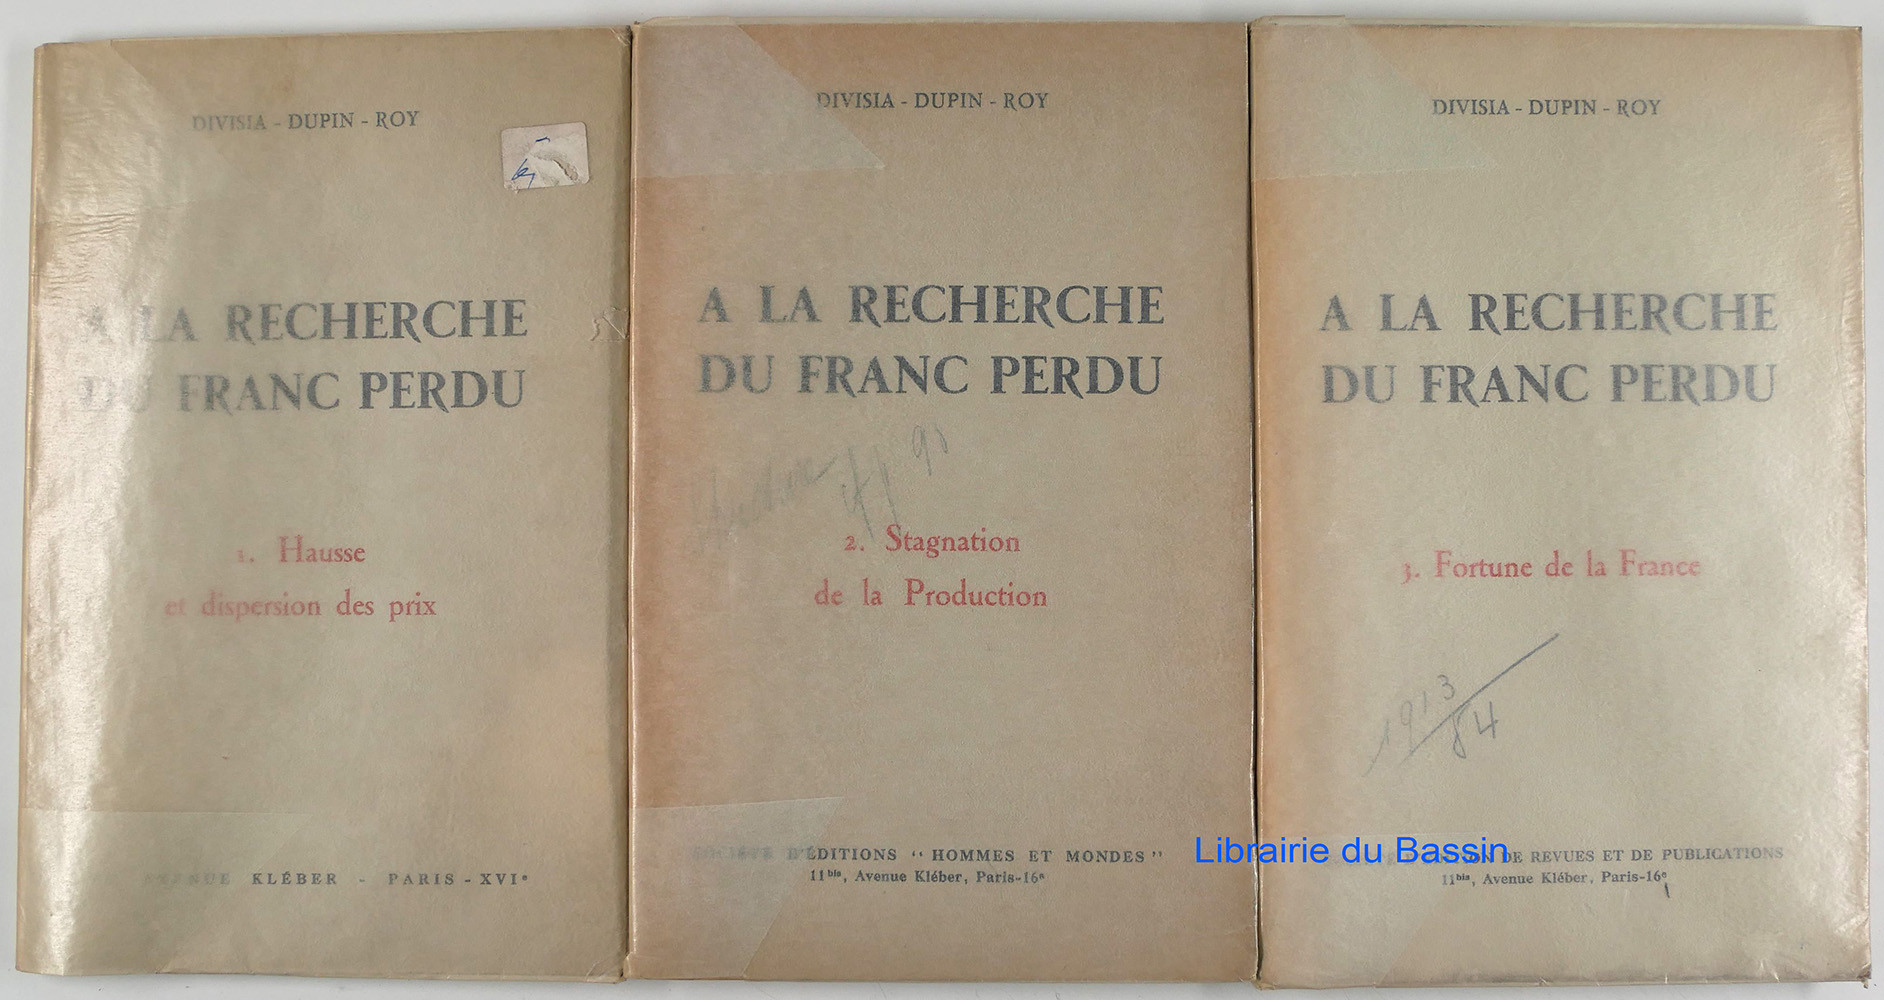 DIVISIA - DUPIN - ROY
A LA RECHERCHE
DU FRANC PERDU
1. Hausse
et dispersion des prix
AVENUE KLÉBER - PARIS - XVIe
DIVISIA - DUPIN - ROY
A LA RECHERCHE
DU FRANC PERDU
2. Stagnation
de la Production
SOCIÉTÉ D'ÉDITIONS "HOMMES ET MONDES"
11bis, Avenue Kléber, Paris-16e
DIVISIA - DUPIN - ROY
A LA RECHERCHE
DU FRANC PERDU
3. Fortune de la France
1913/54
DE REVUES ET DE PUBLICATIONS
11bis, Avenue Kléber, Paris-16e
Librairie du Bassin